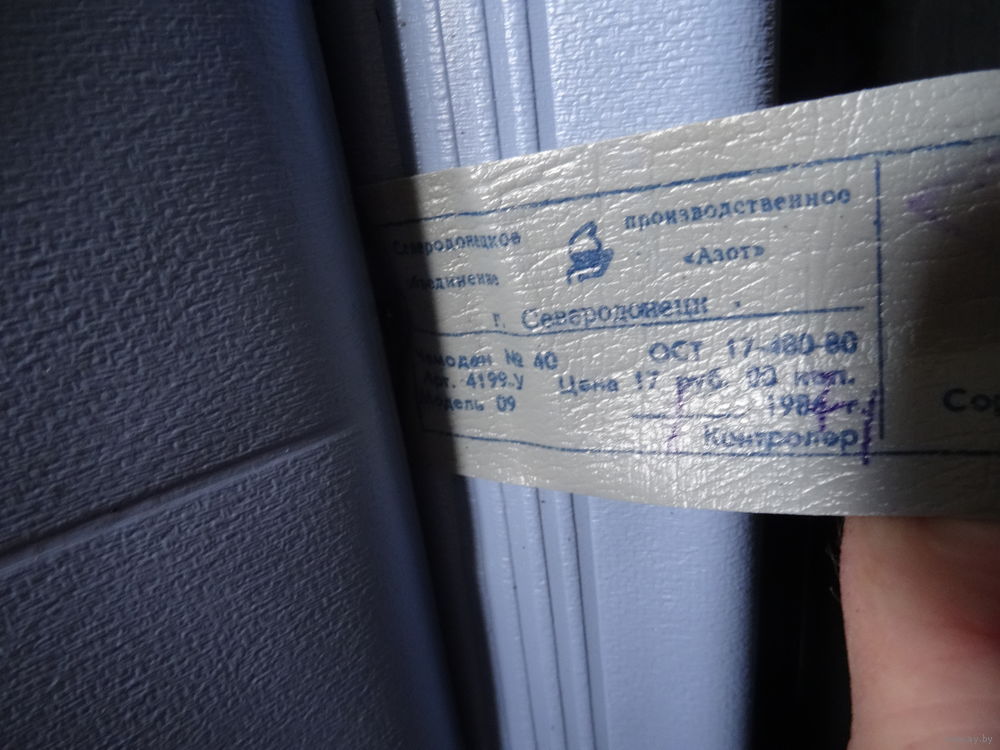 Северодонецкое производственное
объединение «Азот»
г. Северодонецк
Чемодан № 40 ОСТ 17-480-80
Арт. 4199.У Цена 17 руб. 00 коп.
Модель 09 198 г.
Контролер